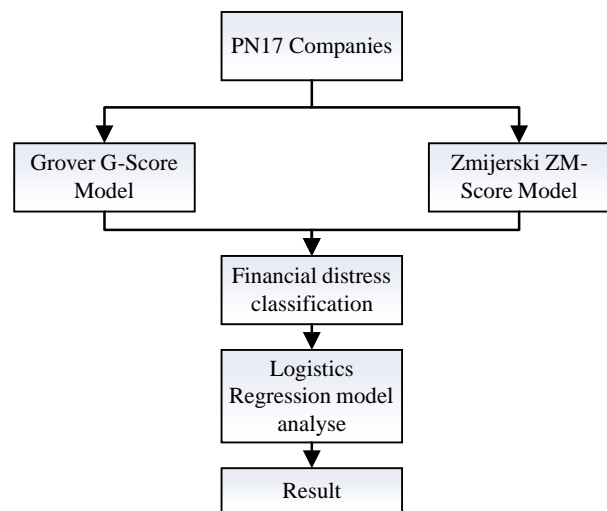 PN17 Companies
Grover G-Score
Model
Zmijerski ZM-
Score Model
Financial distress
classification
Logistics
Regression model
analyse
Result